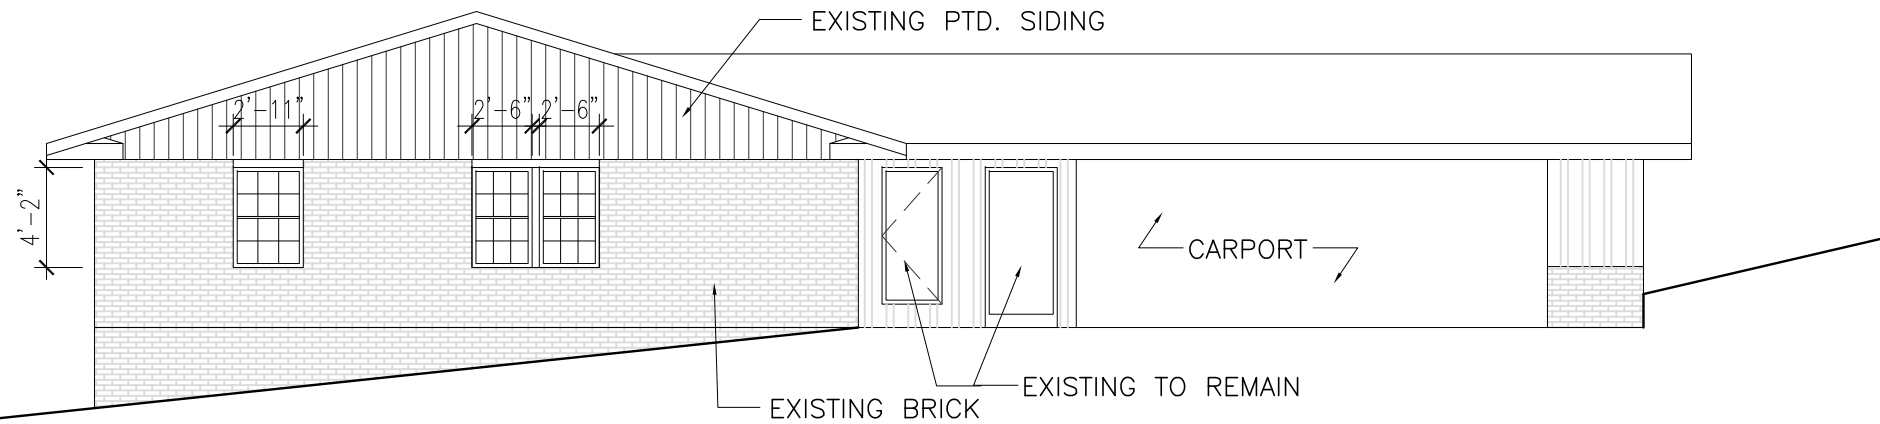 EXISTING PTD. SIDING
2'-11"
2'-6"
2'-6"
4'-2"
CARPORT
EXISTING TO REMAIN
EXISTING BRICK